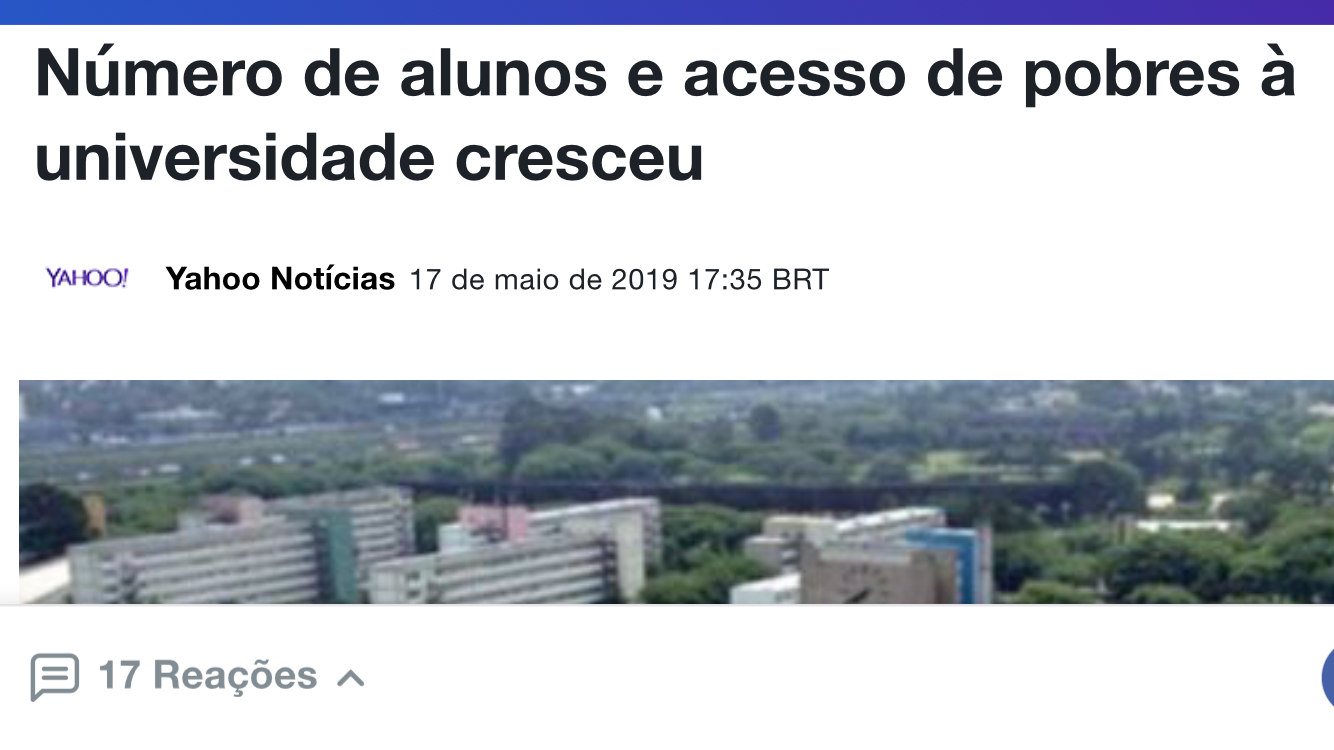 Número de alunos e acesso de pobres à
universidade cresceu
YAHOO! Yahoo Notícias 17 de maio de 2019 17:35 BRT
17 Reações